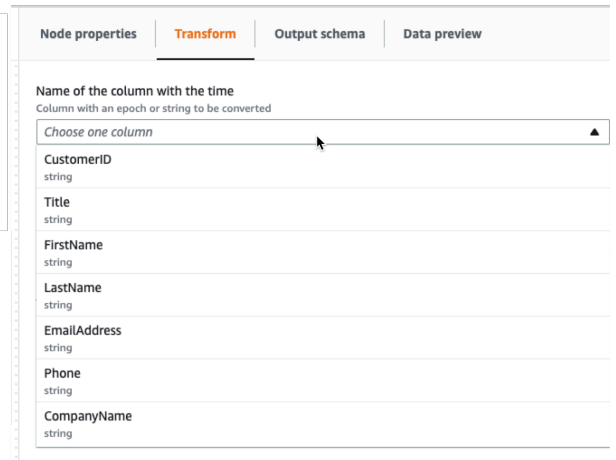 Node properties Transform Output schema Data preview
Name of the column with the time
Column with an epoch or string to be converted
Choose one column
CustomerID
string
Title
string
FirstName
string
LastName
string
EmailAddress
string
Phone
string
CompanyName
string